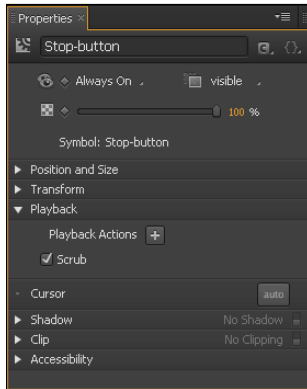 Properties
Stop-button
C {}
Always On visible
100 %
Symbol: Stop-button
Position and Size
Transform
Playback
Playback Actions +
Scrub
Cursor auto
Shadow No Shadow
Clip No Clipping
Accessibility